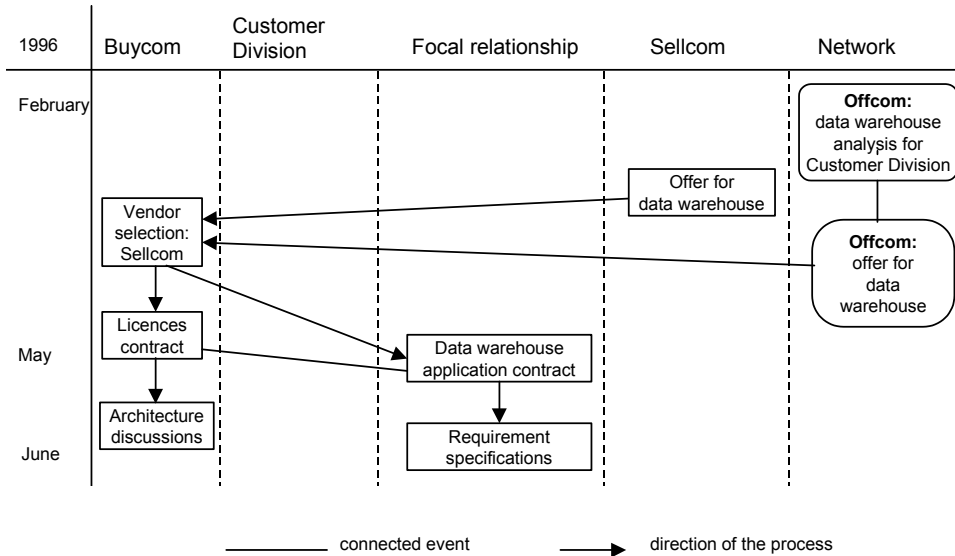 1996
Buycom
Customer
Division
Focal relationship
Sellcom
Network
February
Offcom:
data warehouse
analysis for
Customer Division
Offer for
data warehouse
Vendor
selection:
Sellcom
Offcom:
offer for
data
warehouse
Licences
contract
May
Data warehouse
application contract
Architecture
discussions
Requirement
specifications
June
connected event
direction of the process